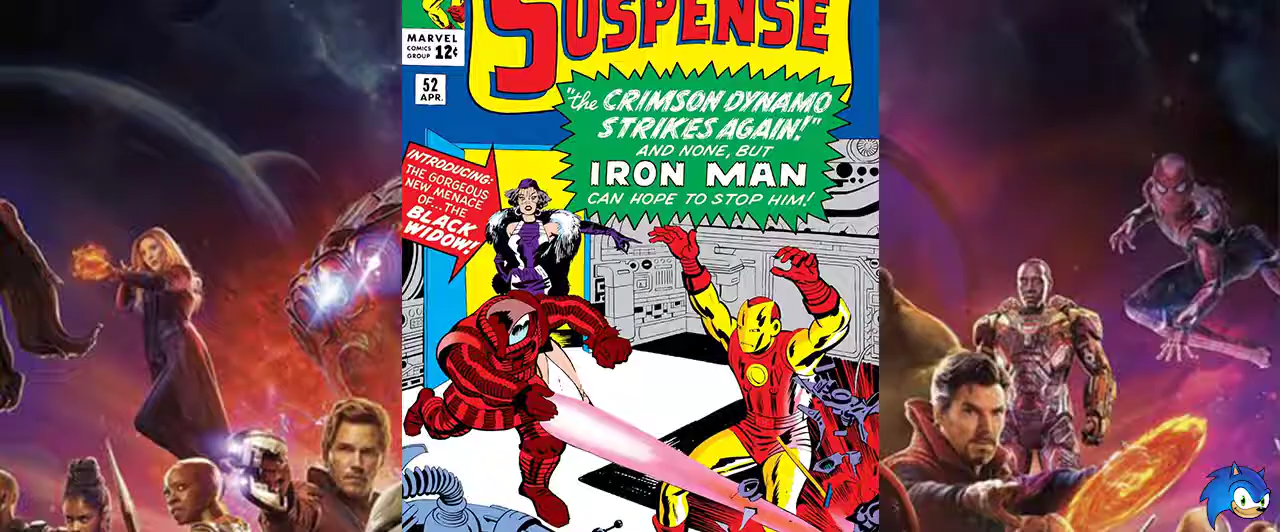 SUSPENSE
MARVEL
COMICS
GROUP 12¢
52
APR.
"the CRIMSON DYNAMO
STRIKES AGAIN!"
AND NONE, BUT
IRON MAN
CAN HOPE TO STOP HIM!
INTRODUCING:
THE GORGEOUS
NEW MENACE
OF...THE
BLACK
WIDOW!